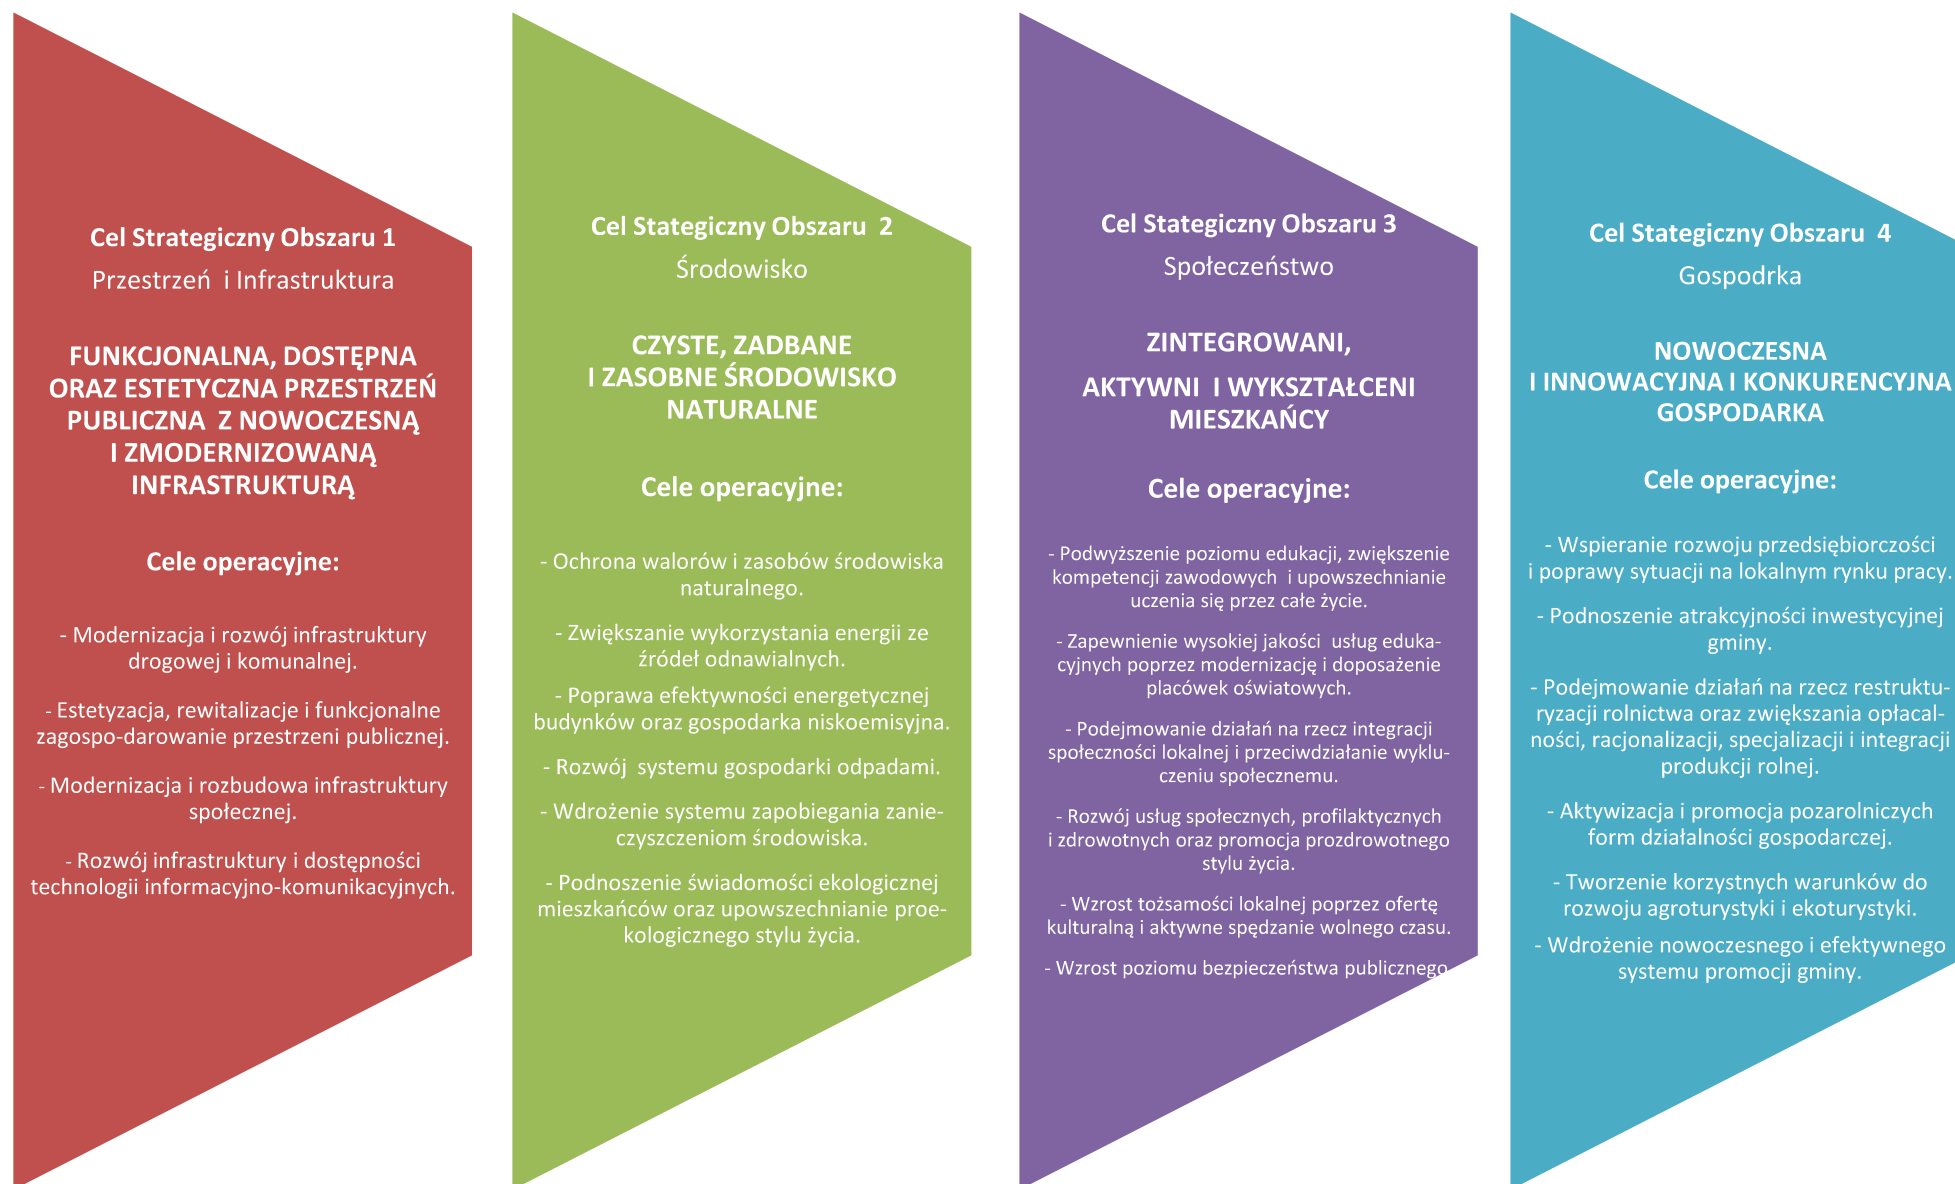 Cel Strategiczny Obszaru 1
Przestrzeń i Infrastruktura
FUNKCJONALNA, DOSTĘPNA
ORAZ ESTETYCZNA PRZESTRZEŃ
PUBLICZNA Z NOWOCZESNĄ
I ZMODERNIZOWANĄ
INFRASTRUKTURĄ
Cele operacyjne:
- Modernizacja i rozwój infrastruktury
drogowej i komunalnej.
- Estetyzacja, rewitalizacje i funkcjonalne
zagospo-darowanie przestrzeni publicznej.
- Modernizacja i rozbudowa infrastruktury
społecznej.
- Rozwój infrastruktury i dostępności
technologii informacyjno-komunikacyjnych.
Cel Stategiczny Obszaru 2
Środowisko
CZYSTE, ZADBANE
I ZASOBNE ŚRODOWISKO
NATURALNE
Cele operacyjne:
- Ochrona walorów i zasobów środowiska
naturalnego.
- Zwiększanie wykorzystania energii ze
źródeł odnawialnych.
- Poprawa efektywności energetycznej
budynków oraz gospodarka niskoemisyjna.
- Rozwój systemu gospodarki odpadami.
- Wdrożenie systemu zapobiegania zanie-
czyszczeniom środowiska.
- Podnoszenie świadomości ekologicznej
mieszkańców oraz upowszechnianie proe-
kologicznego stylu życia.
Cel Stategiczny Obszaru 3
Społeczeństwo
ZINTEGROWANI,
AKTYWNI I WYKSZTAŁCENI
MIESZKAŃCY
Cele operacyjne:
- Podwyższenie poziomu edukacji, zwiększenie
kompetencji zawodowych i upowszechnianie
uczenia się przez całe życie.
- Zapewnienie wysokiej jakości usług eduka-
cyjnych poprzez modernizację i doposażenie
placówek oświatowych.
- Podejmowanie działań na rzecz integracji
społeczności lokalnej i przeciwdziałanie wyklu-
czeniu społecznemu.
- Rozwój usług społecznych, profilaktycznych
i zdrowotnych oraz promocja prozdrowotnego
stylu życia.
- Wzrost tożsamości lokalnej poprzez ofertę
kulturalną i aktywne spędzanie wolnego czasu.
- Wzrost poziomu bezpieczeństwa publicznego
Cel Stategiczny Obszaru 4
Gospodrka
NOWOCZESNA
I INNOWACYJNA I KONKURENCYJNA
GOSPODARKA
Cele operacyjne:
- Wspieranie rozwoju przedsiębiorczości
i poprawy sytuacji na lokalnym rynku pracy.
- Podnoszenie atrakcyjności inwestycyjnej
gminy.
- Podejmowanie działań na rzecz restruktu-
ryzacji rolnictwa oraz zwiększania opłacal-
ności, racjonalizacji, specjalizacji i integracji
produkcji rolnej.
- Aktywizacja i promocja pozarolniczych
form działalności gospodarczej.
- Tworzenie korzystnych warunków do
rozwoju agroturystyki i ekoturystyki.
- Wdrożenie nowoczesnego i efektywnego
systemu promocji gminy.